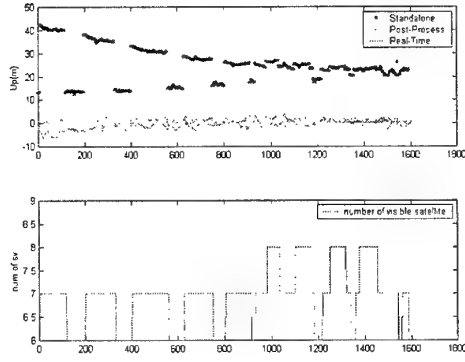 50
40
30
20
10
0
-10
Up(m)
Standalone
Post-Process
Real-Time
0 200 400 600 800 1000 1200 1400 1600 1800
9
8.5
8
7.5
7
6.5
6
num of sv
number of visible satellite
0 200 400 600 800 1000 1200 1400 1600 1800